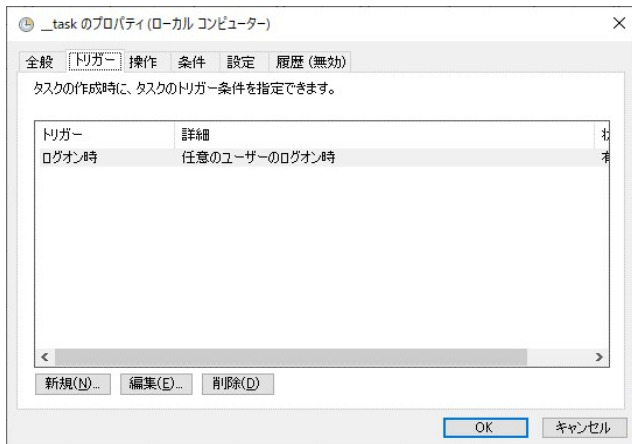 __task のプロパティ (ローカル コンピューター)
全般 トリガー 操作 条件 設定 履歴 (無効)
タスクの作成時に、タスクのトリガー条件を指定できます。
トリガー 詳細
ログオン時 任意のユーザーのログオン時
新規(N)... 編集(E)... 削除(D)
OK キャンセル